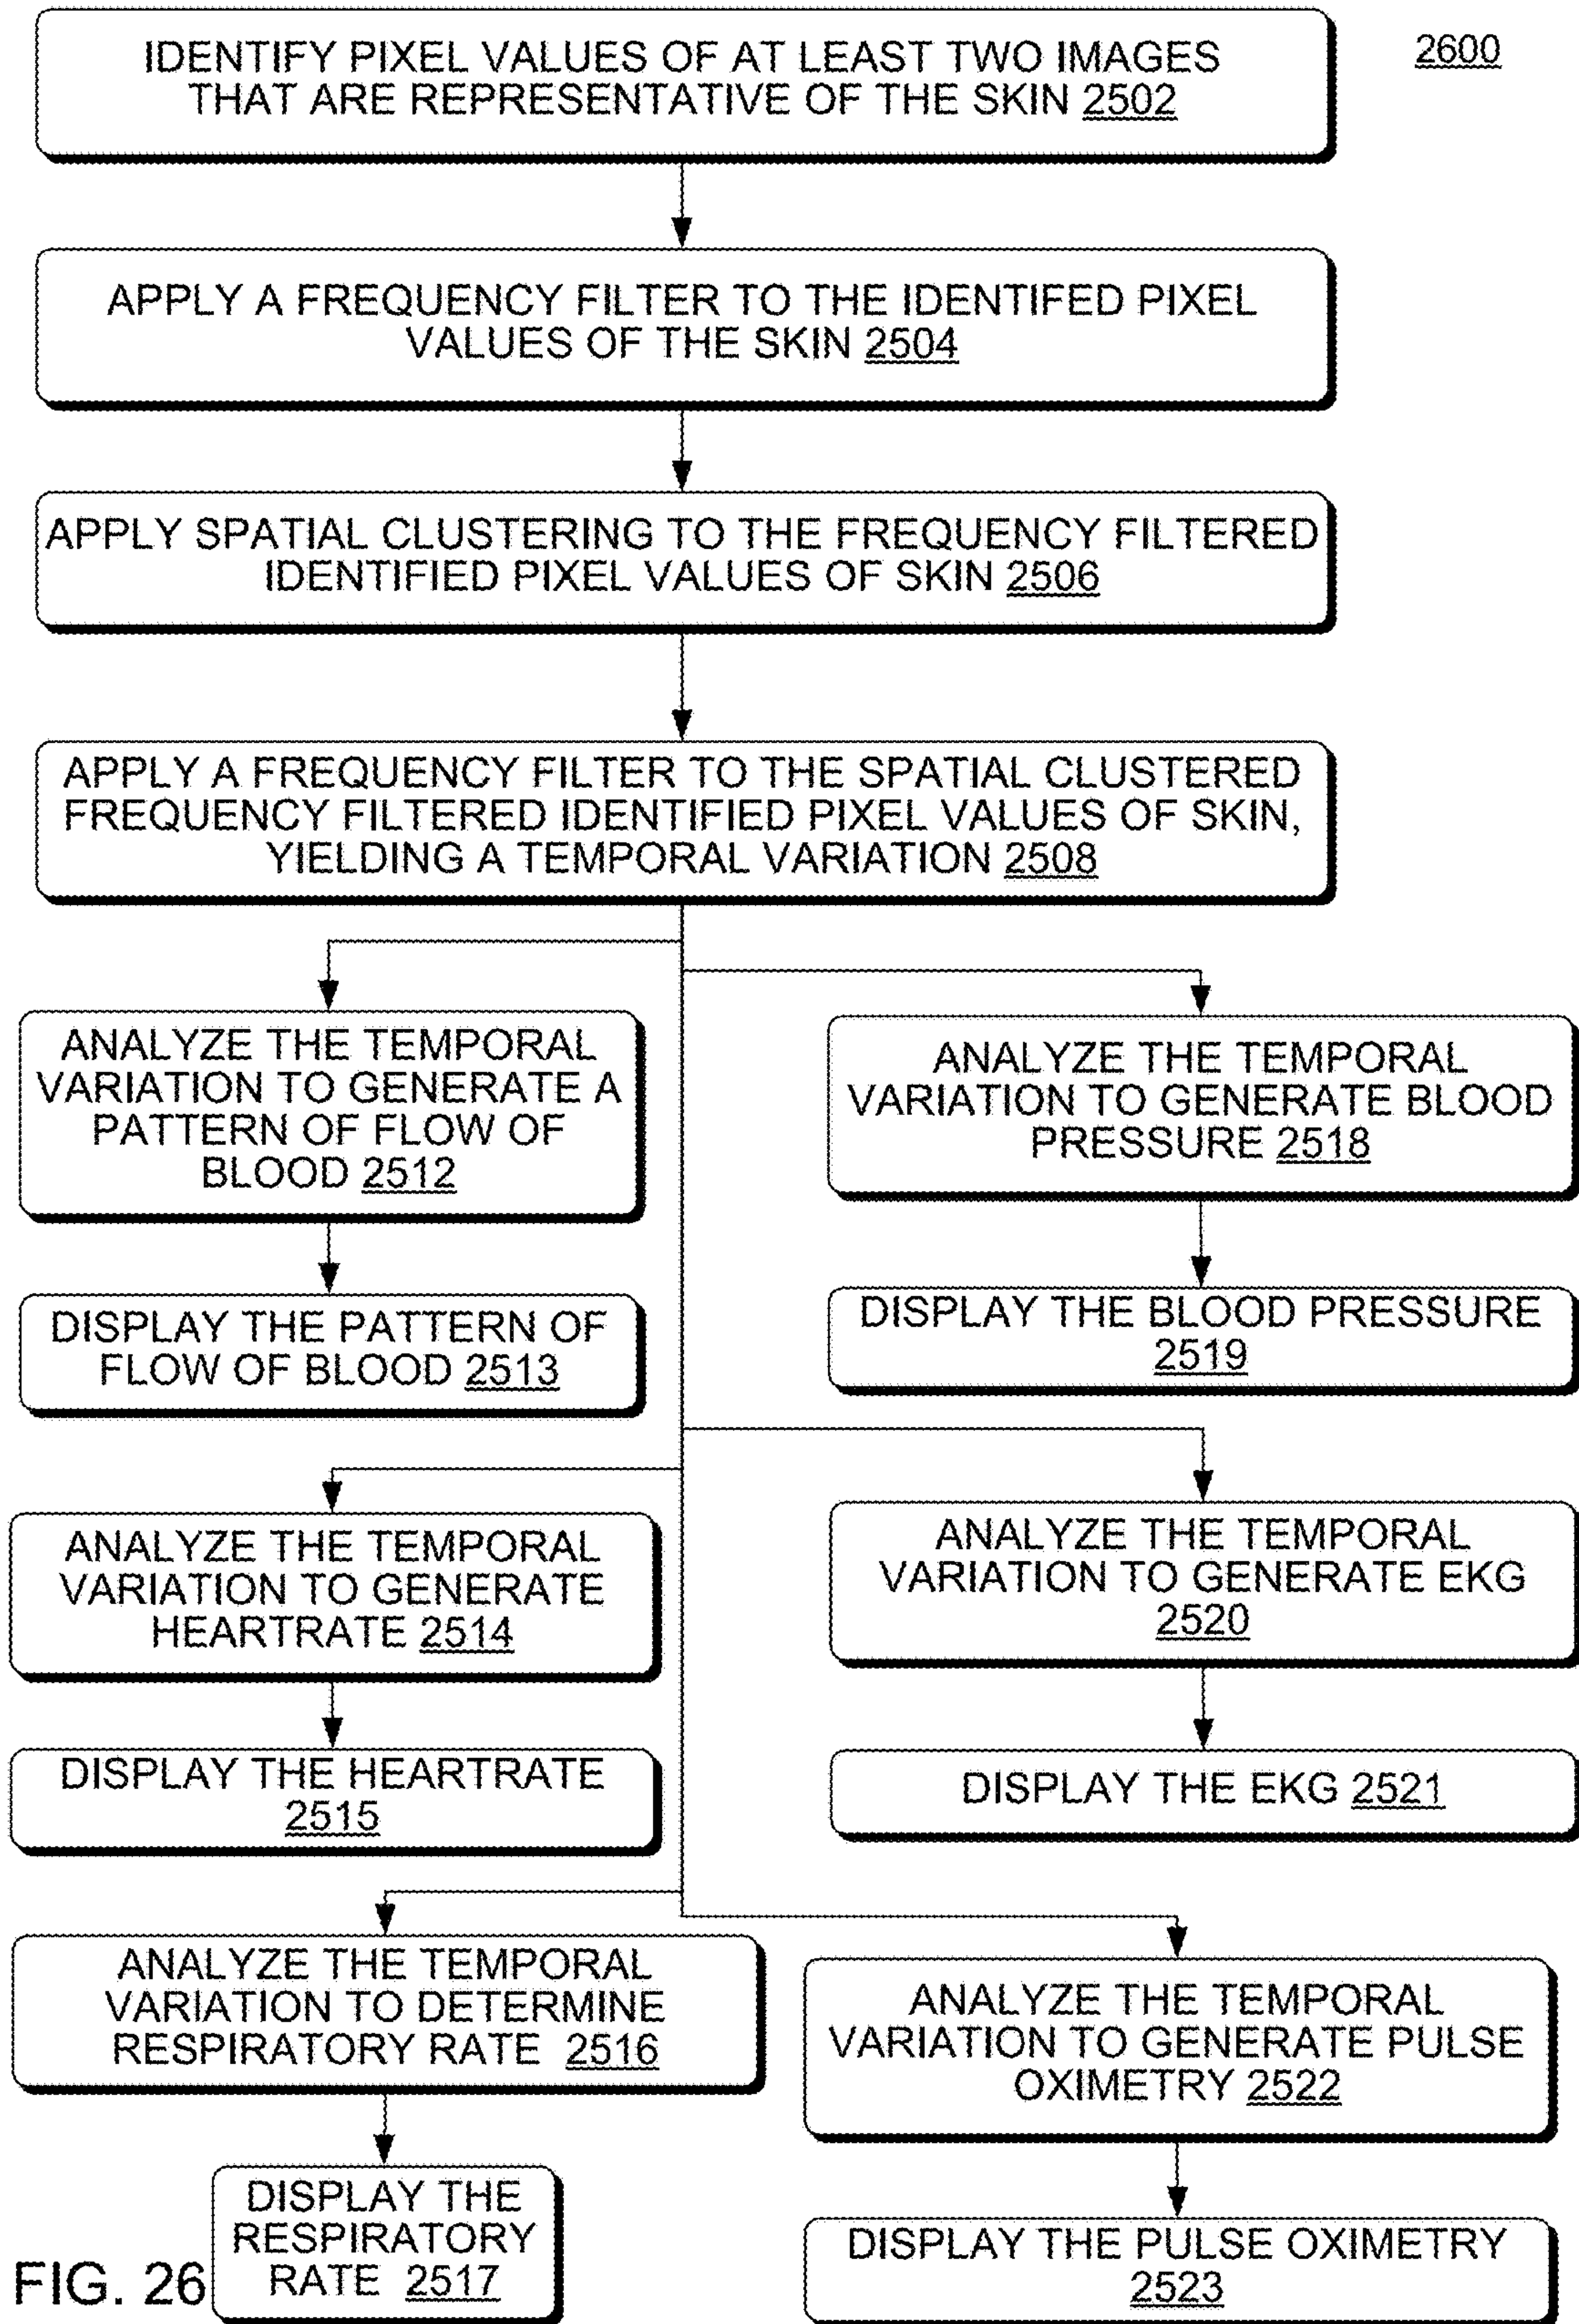 2600
IDENTIFY PIXEL VALUES OF AT LEAST TWO IMAGES
THAT ARE REPRESENTATIVE OF THE SKIN 2502
APPLY A FREQUENCY FILTER TO THE IDENTIFED PIXEL
VALUES OF THE SKIN 2504
APPLY SPATIAL CLUSTERING TO THE FREQUENCY FILTERED
IDENTIFIED PIXEL VALUES OF SKIN 2506
APPLY A FREQUENCY FILTER TO THE SPATIAL CLUSTERED
FREQUENCY FILTERED IDENTIFIED PIXEL VALUES OF SKIN,
YIELDING A TEMPORAL VARIATION 2508
ANALYZE THE TEMPORAL
VARIATION TO GENERATE A
PATTERN OF FLOW OF
BLOOD 2512
DISPLAY THE PATTERN OF
FLOW OF BLOOD 2513
ANALYZE THE TEMPORAL
VARIATION TO GENERATE BLOOD
PRESSURE 2518
DISPLAY THE BLOOD PRESSURE
2519
ANALYZE THE TEMPORAL
VARIATION TO GENERATE
HEARTRATE 2514
DISPLAY THE HEARTRATE
2515
ANALYZE THE TEMPORAL
VARIATION TO GENERATE EKG
2520
DISPLAY THE EKG 2521
ANALYZE THE TEMPORAL
VARIATION TO DETERMINE
RESPIRATORY RATE 2516
DISPLAY THE
RESPIRATORY
RATE 2517
ANALYZE THE TEMPORAL
VARIATION TO GENERATE PULSE
OXIMETRY 2522
DISPLAY THE PULSE OXIMETRY
2523
FIG. 26